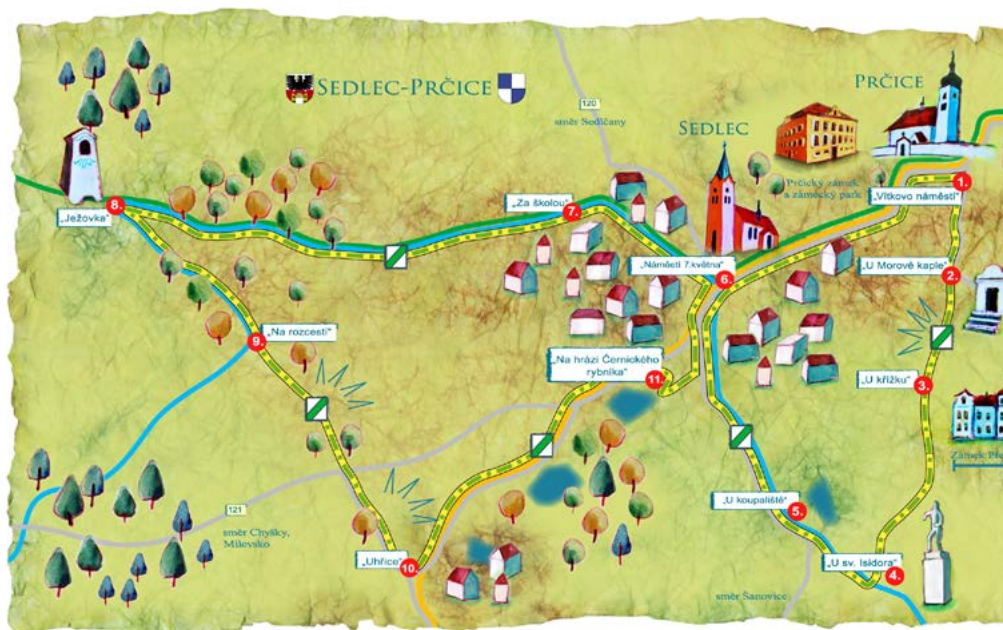 SEDLEC-PRČICE
PRČICE
120
směr Sedlčany
SEDLEC
Prčický zámek
a zámecký park
„Vítkovo náměstí"
1.
8.
„Ježovka"
„Za školou"
7.
„Náměstí 7.května"
6.
„U Morové kaple"
2.
„Na rozcestí"
9.
„Na hrázi Černického
rybníka"
11.
„U křížku"
3.
Zámek Pře
121
směr Chyšky,
Milevsko
„U koupaliště"
5.
„Uhřice"
10.
„U sv. Isidora"
4.
směr Šanovice